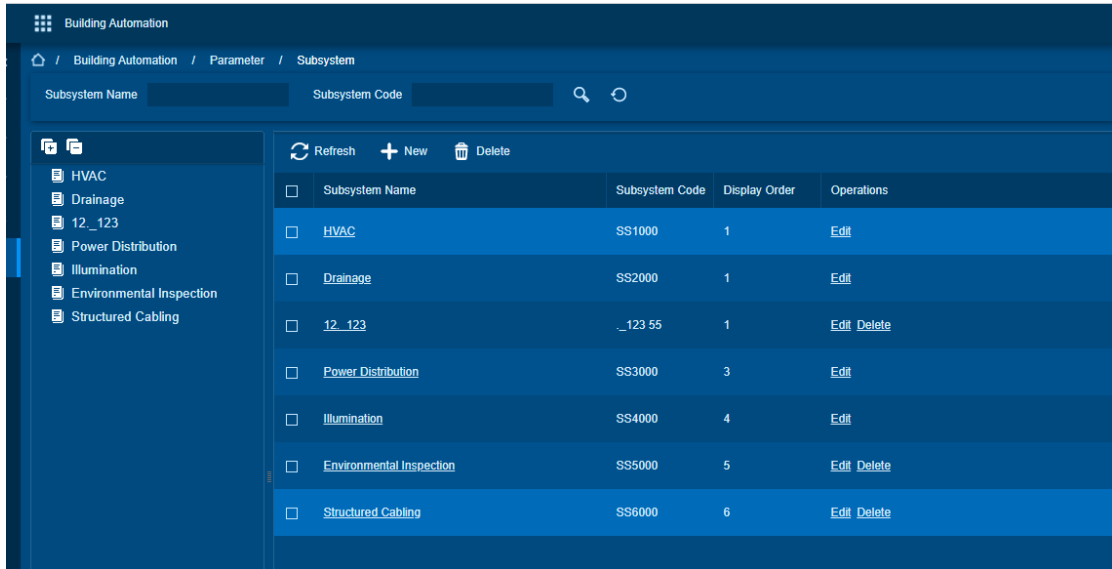 Building Automation
/ Building Automation / Parameter / Subsystem
Subsystem Name Subsystem Code
Refresh New Delete
HVAC
Drainage
12._123
Power Distribution
Illumination
Environmental Inspection
Structured Cabling
Subsystem Name Subsystem Code Display Order Operations
HVAC SS1000 1 Edit
Drainage SS2000 1 Edit
12._123 ._123 55 1 Edit Delete
Power Distribution SS3000 3 Edit
Illumination SS4000 4 Edit
Environmental Inspection SS5000 5 Edit Delete
Structured Cabling SS6000 6 Edit Delete